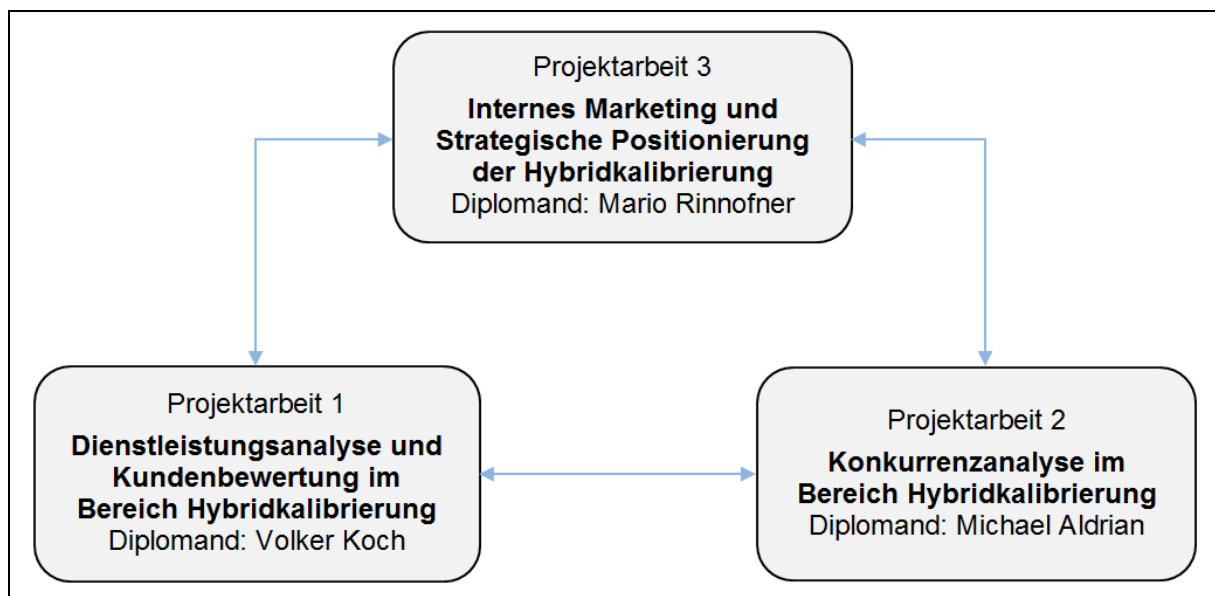 Projektarbeit 3
Internes Marketing und
Strategische Positionierung
der Hybridkalibrierung
Diplomand: Mario Rinnofner
Projektarbeit 1
Dienstleistungsanalyse und
Kundenbewertung im
Bereich Hybridkalibrierung
Diplomand: Volker Koch
Projektarbeit 2
Konkurrenzanalyse im
Bereich Hybridkalibrierung
Diplomand: Michael Aldrian